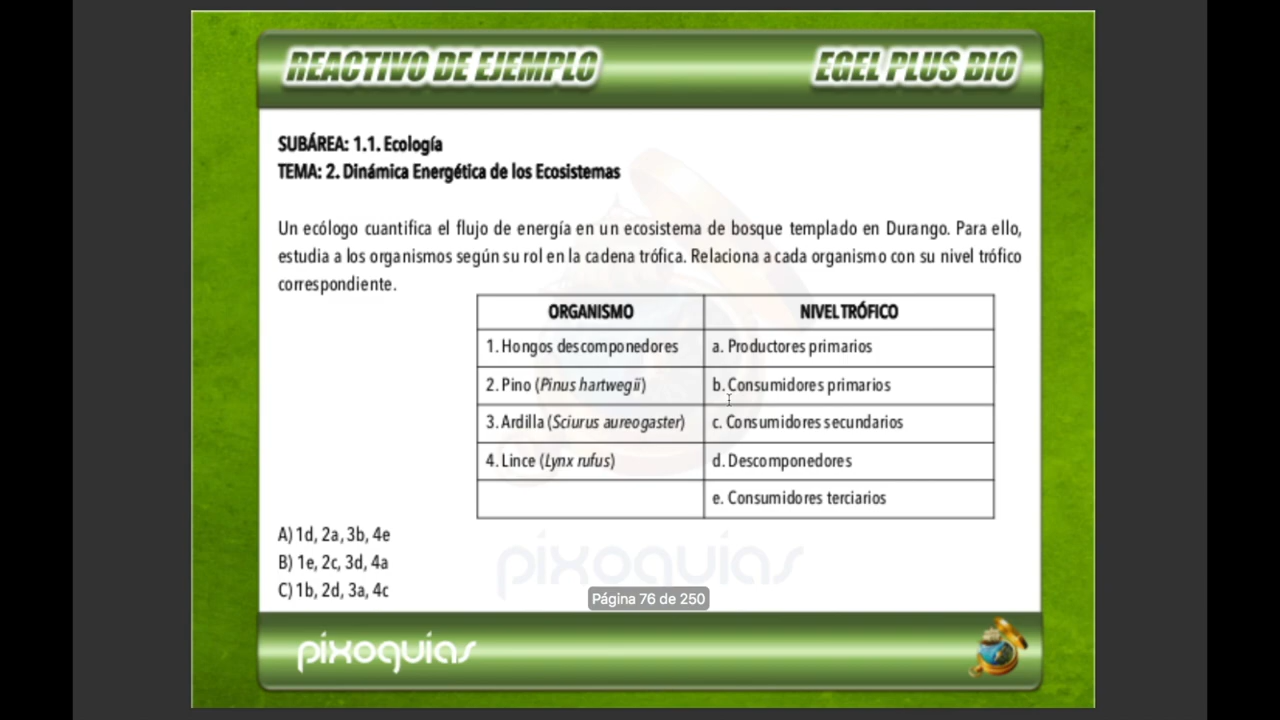 REACTIVO DE EJEMPLO
EGEL PLUS BIO
SUBÁREA: 1.1. Ecología
TEMA: 2. Dinámica Energética de los Ecosistemas
Un ecólogo cuantifica el flujo de energía en un ecosistema de bosque templado en Durango. Para ello,
estudia a los organismos según su rol en la cadena trófica. Relaciona a cada organismo con su nivel trófico
correspondiente.
ORGANISMO
NIVEL TRÓFICO
1. Hongos descomponedores
a. Productores primarios
2. Pino (Pinus hartwegii)
b. Consumidores primarios
3. Ardilla (Sciurus aureogaster)
c. Consumidores secundarios
4. Lince (Lynx rufus)
d. Descomponedores
e. Consumidores terciarios
A) 1d, 2a, 3b, 4e
B) 1e, 2c, 3d, 4a
C) 1b, 2d, 3a, 4c
pixoquias
Página 76 de 250
pixoquias